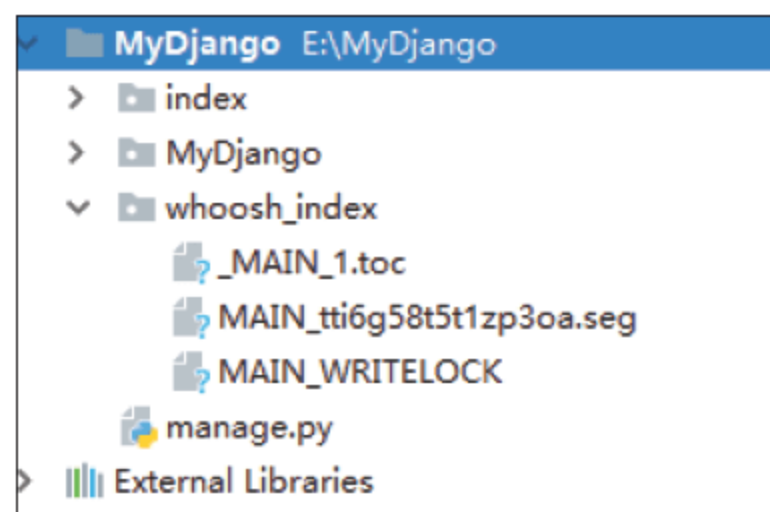 MyDjango E:\MyDjango
index
MyDjango
whoosh_index
_MAIN_1.toc
MAIN_tti6g58t5t1zp3oa.seg
MAIN_WRITELOCK
manage.py
External Libraries